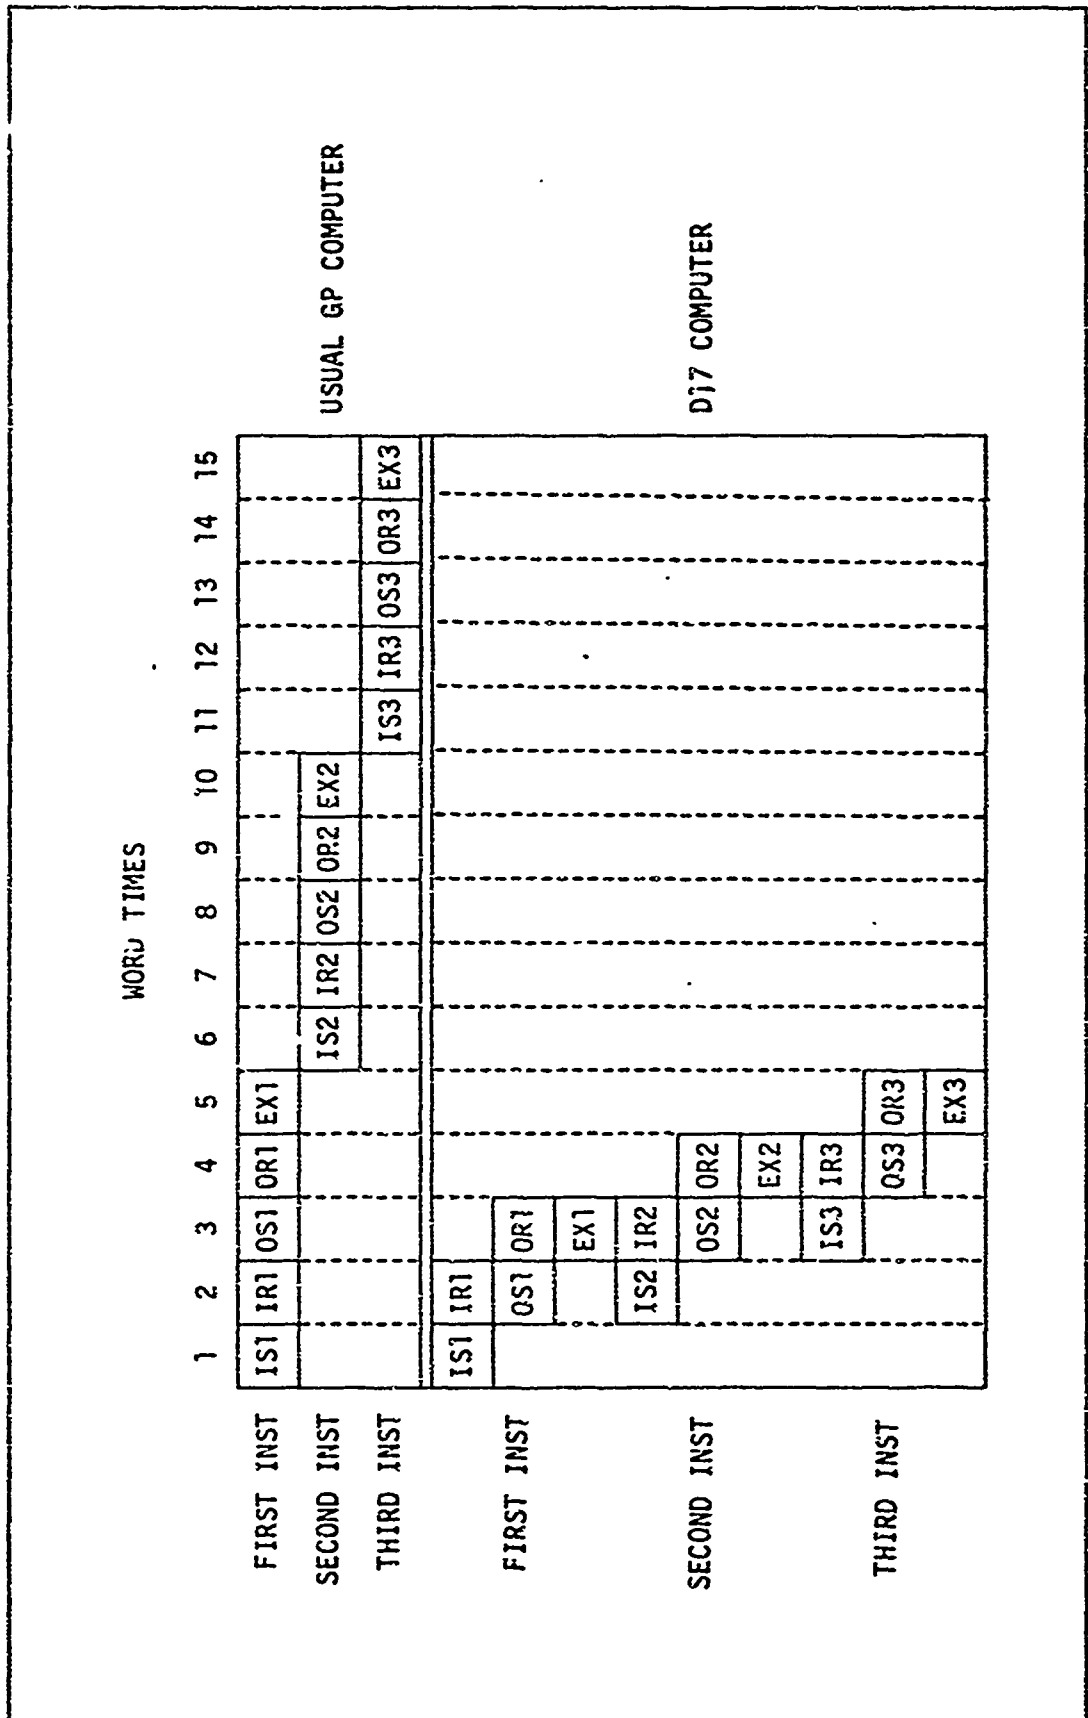 WORD TIMES
1 2 3 4 5 6 7 8 9 10 11 12 13 14 15
FIRST INST IS1 IR1 OS1 OR1 EX1
SECOND INST IS2 IR2 OS2 OR2 EX2
THIRD INST IS3 IR3 OS3 OR3 EX3
USUAL GP COMPUTER
IS1 IR1
FIRST INST OS1 OR1
EX1
IS2 IR2
SECOND INST OS2 OR2
EX2
IS3 IR3
THIRD INST OS3 OR3
EX3
D17 COMPUTER